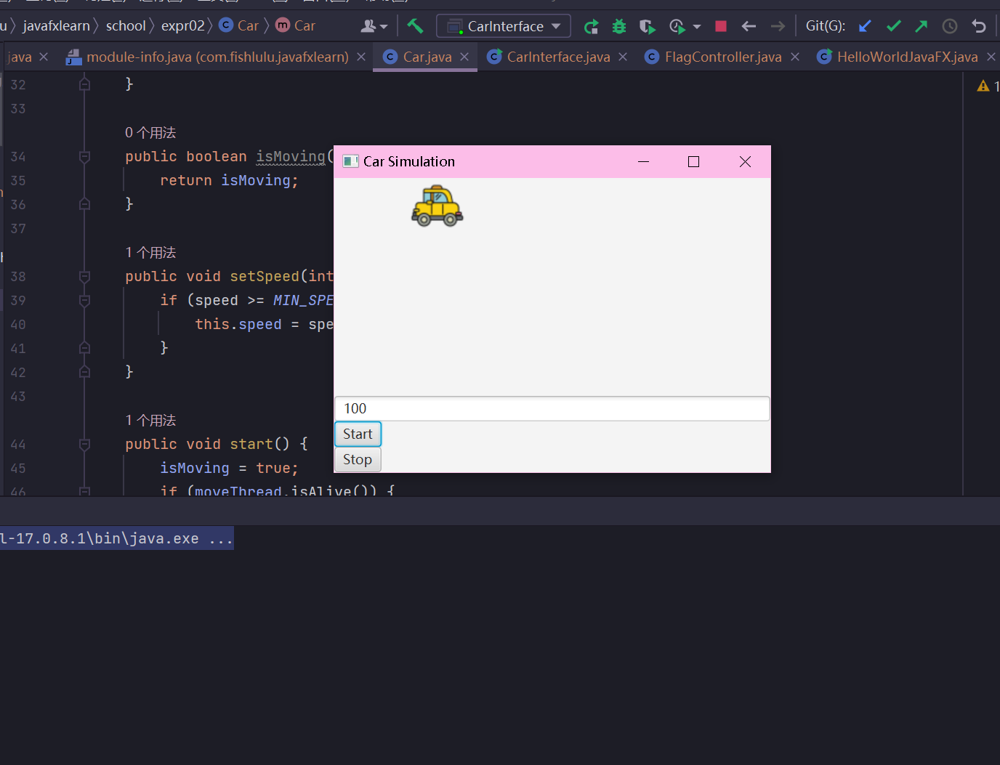 javafxlearn school expr02 Car Car CarInterface Git(G):
java module-info.java (com.fishlulu.javafxlearn) Car.java CarInterface.java FlagController.java HelloWorldJavaFX.java
32 }
33
0 个用法
34 public boolean isMoving(
35 return isMoving;
36 }
37
1 个用法
38 public void setSpeed(int
39 if (speed >= MIN_SPE
40 this.speed = spe
41 }
42 }
43
1 个用法
44 public void start() {
45 isMoving = true;
46 if (moveThread.isAlive()) {
Car Simulation
100
Start
Stop
l-17.0.8.1\bin\java.exe ...